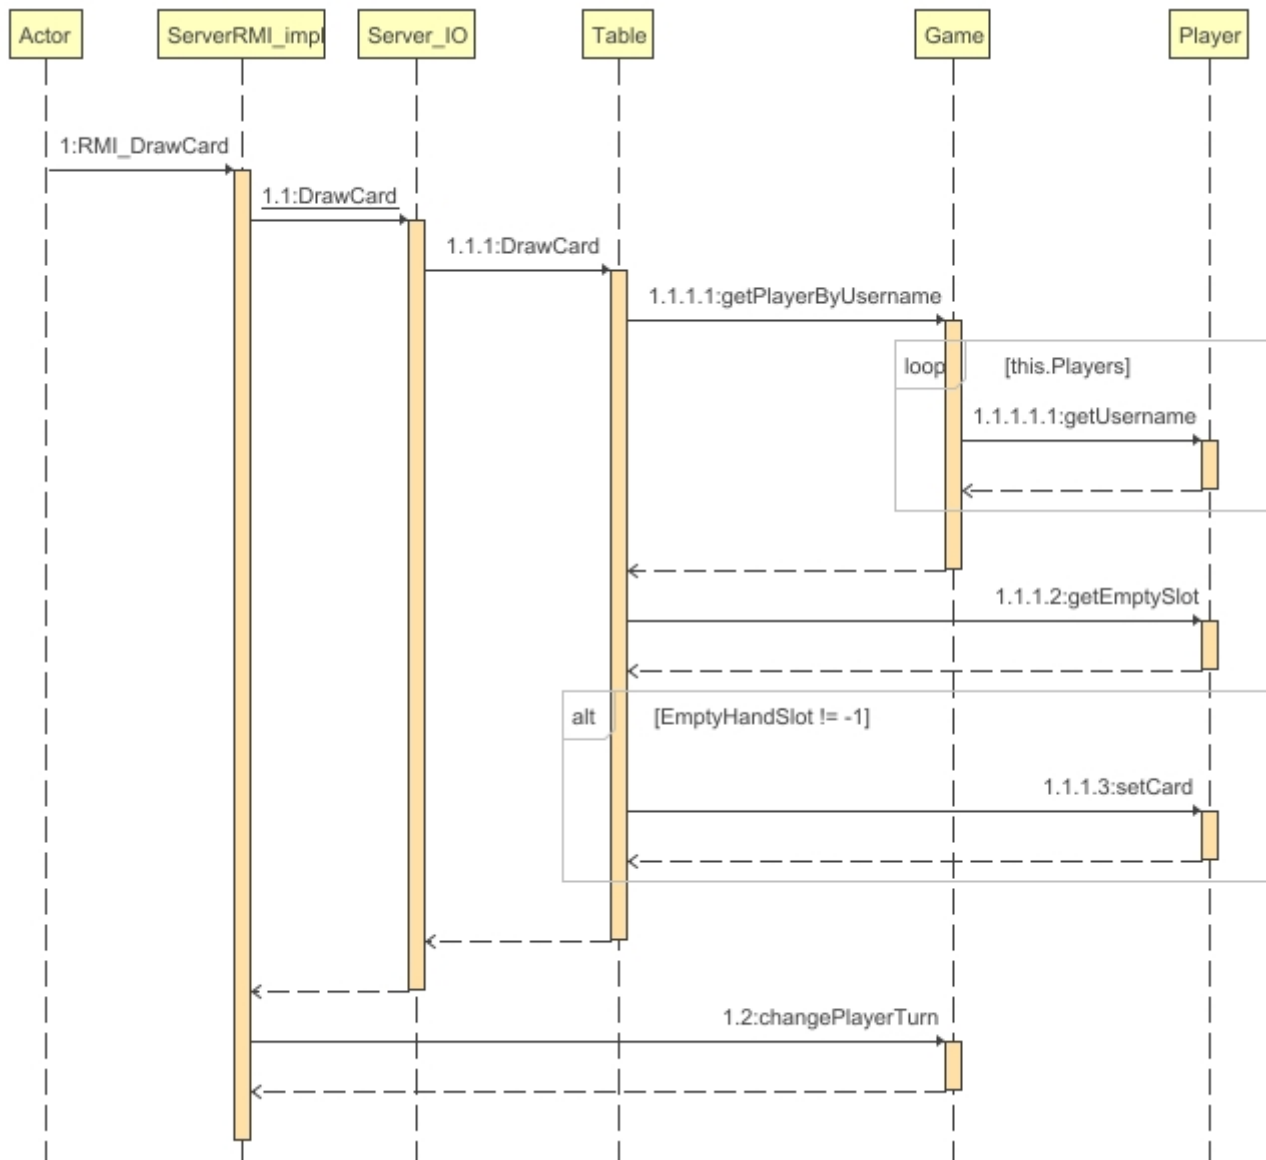 Actor ServerRMI_impl Server_IO Table Game Player
1:RMI_DrawCard
1.1:DrawCard
1.1.1:DrawCard
1.1.1.1:getPlayerByUsername
loop [this.Players]
1.1.1.1.1:getUsername
1.1.1.2:getEmptySlot
alt [EmptyHandSlot != -1]
1.1.1.3:setCard
1.2:changePlayerTurn